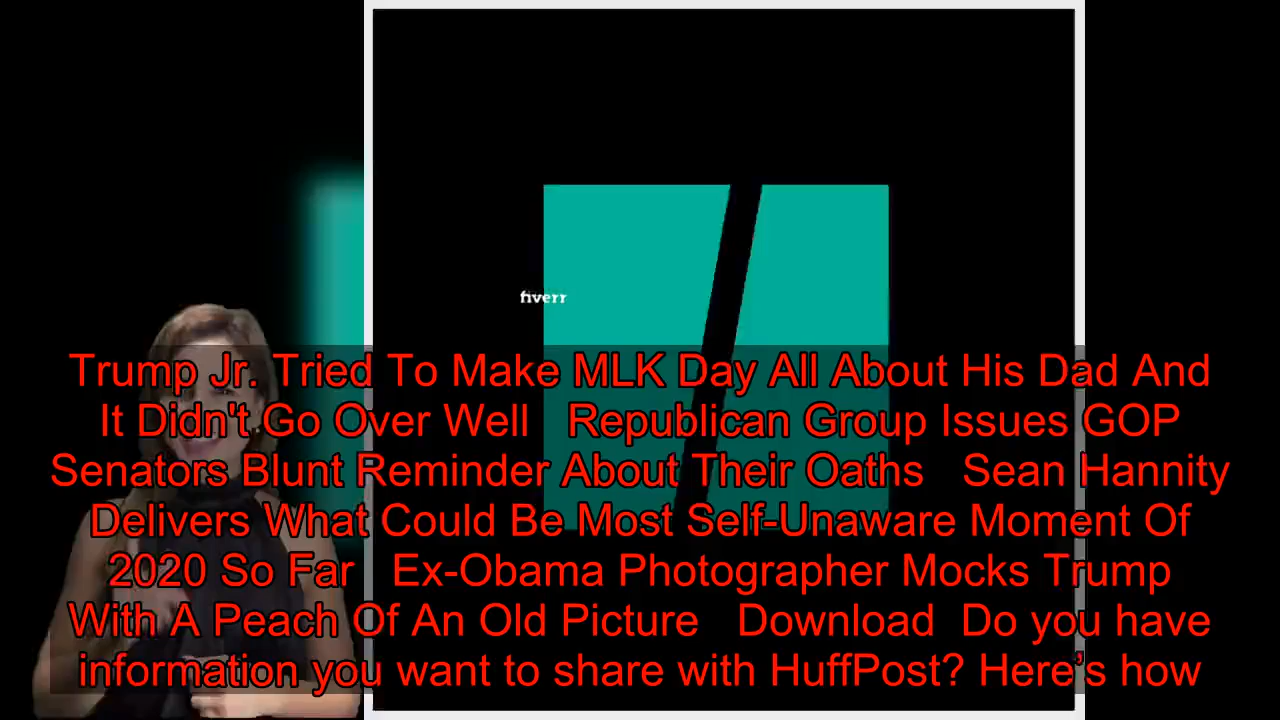 fiverr
Trump Jr. Tried To Make MLK Day All About His Dad And
It Didn't Go Over Well   Republican Group Issues GOP
Senators Blunt Reminder About Their Oaths   Sean Hannity
Delivers What Could Be Most Self-Unaware Moment Of
2020 So Far   Ex-Obama Photographer Mocks Trump
With A Peach Of An Old Picture   Download  Do you have
information you want to share with HuffPost? Here’s how